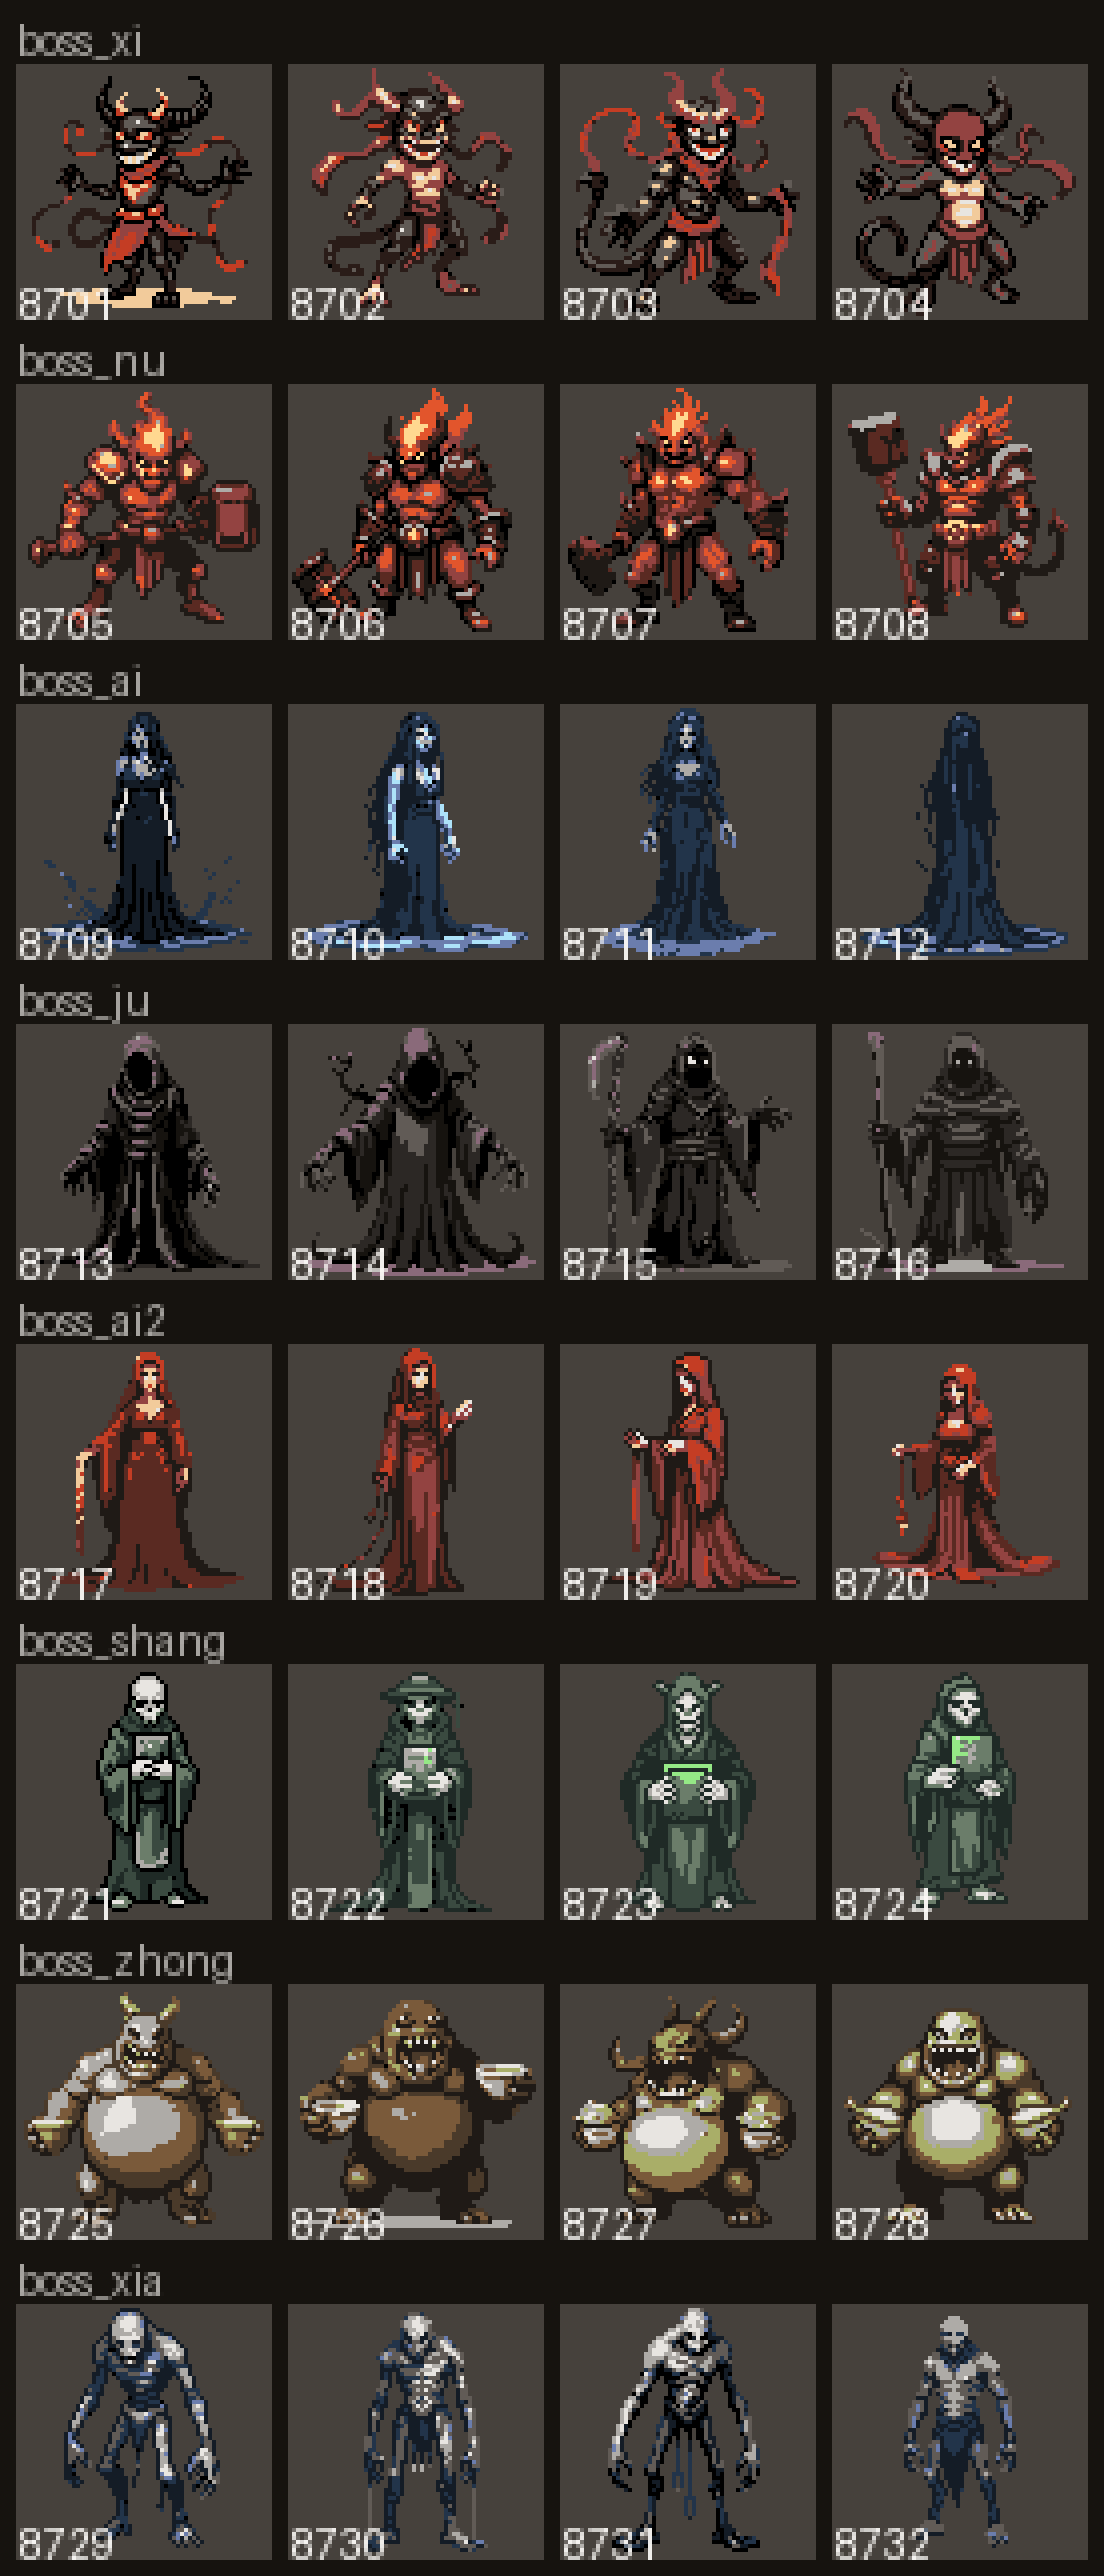 boss_xi
8701 8702 8703 8704
boss_nu
8705 8706 8707 8708
boss_ai
8709 8710 8711 8712
boss_ju
8713 8714 8715 8716
boss_ai2
8717 8718 8719 8720
boss_shang
8721 8722 8723 8724
boss_zhong
8725 8726 8727 8728
boss_xia
8729 8730 8731 8732